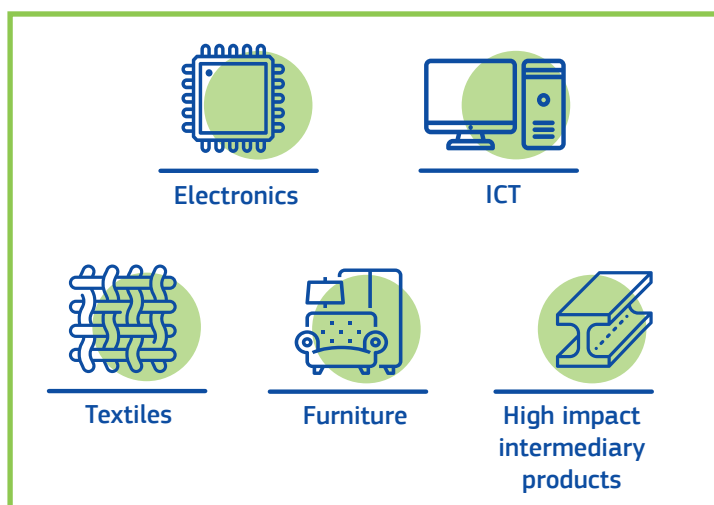 Electronics
ICT
Textiles
Furniture
High impact
intermediary
products